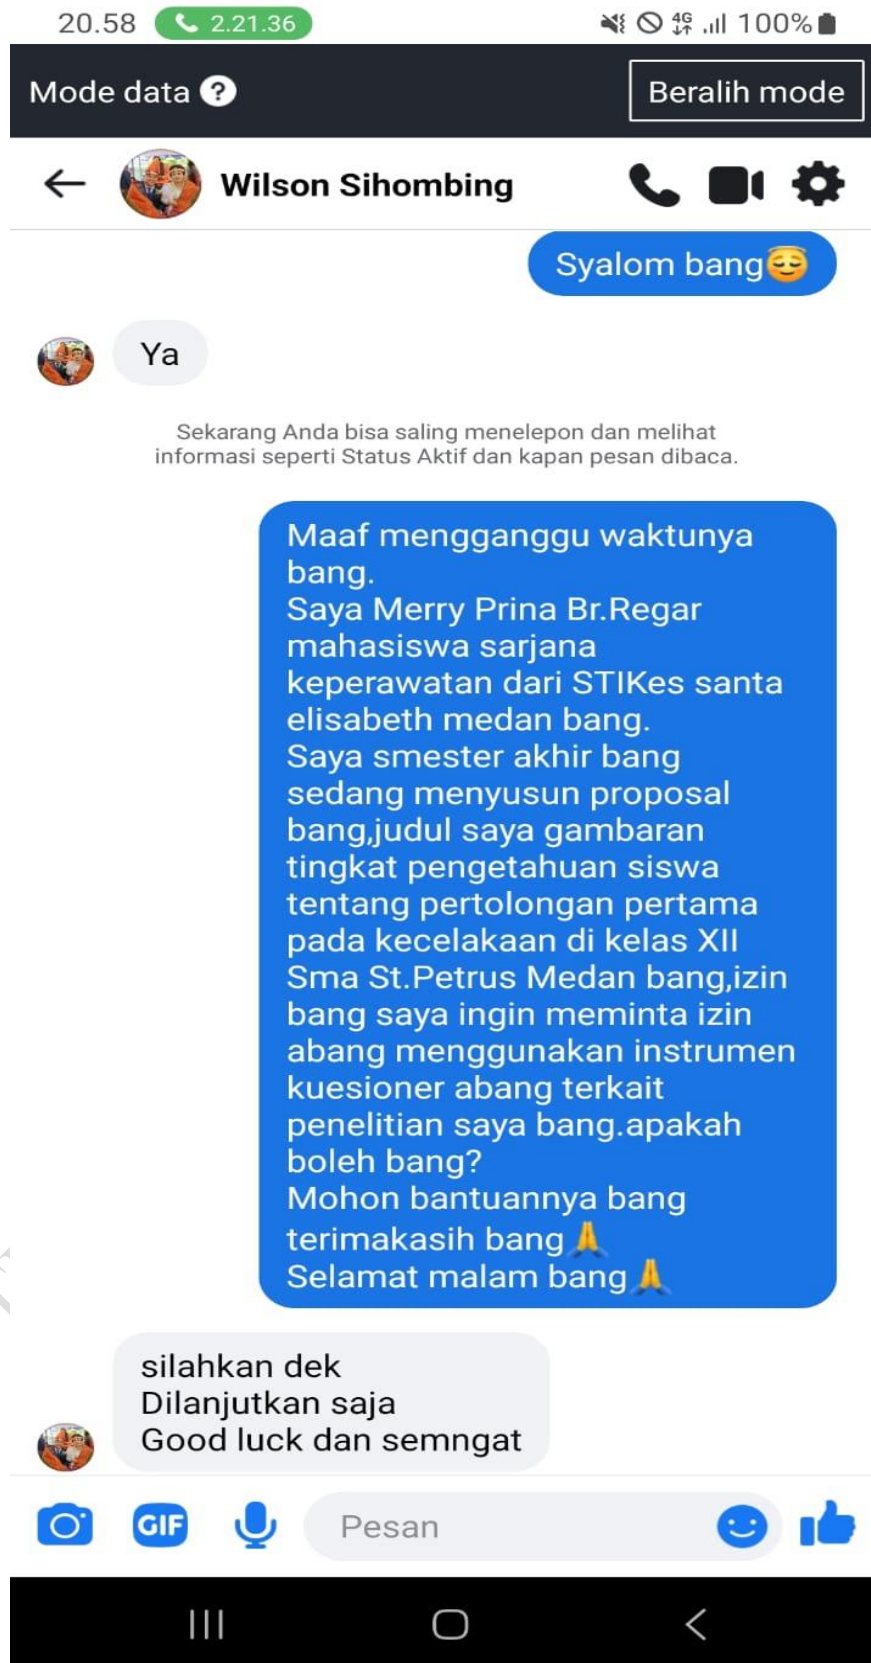 20.58 2.21.36 4G 100%
Mode data ? Beralih mode
Wilson Sihombing
Syalom bang😇
Ya
Sekarang Anda bisa saling menelepon dan melihat
informasi seperti Status Aktif dan kapan pesan dibaca.
Maaf mengganggu waktunya
bang.
Saya Merry Prina Br.Regar
mahasiswa sarjana
keperawatan dari STIKes santa
elisabeth medan bang.
Saya smester akhir bang
sedang menyusun proposal
bang,judul saya gambaran
tingkat pengetahuan siswa
tentang pertolongan pertama
pada kecelakaan di kelas XII
Sma St.Petrus Medan bang,izin
bang saya ingin meminta izin
abang menggunakan instrumen
kuesioner abang terkait
penelitian saya bang.apakah
boleh bang?
Mohon bantuannya bang
terimakasih bang🙏
Selamat malam bang🙏
silahkan dek
Dilanjutkan saja
Good luck dan semngat
GIF Pesan